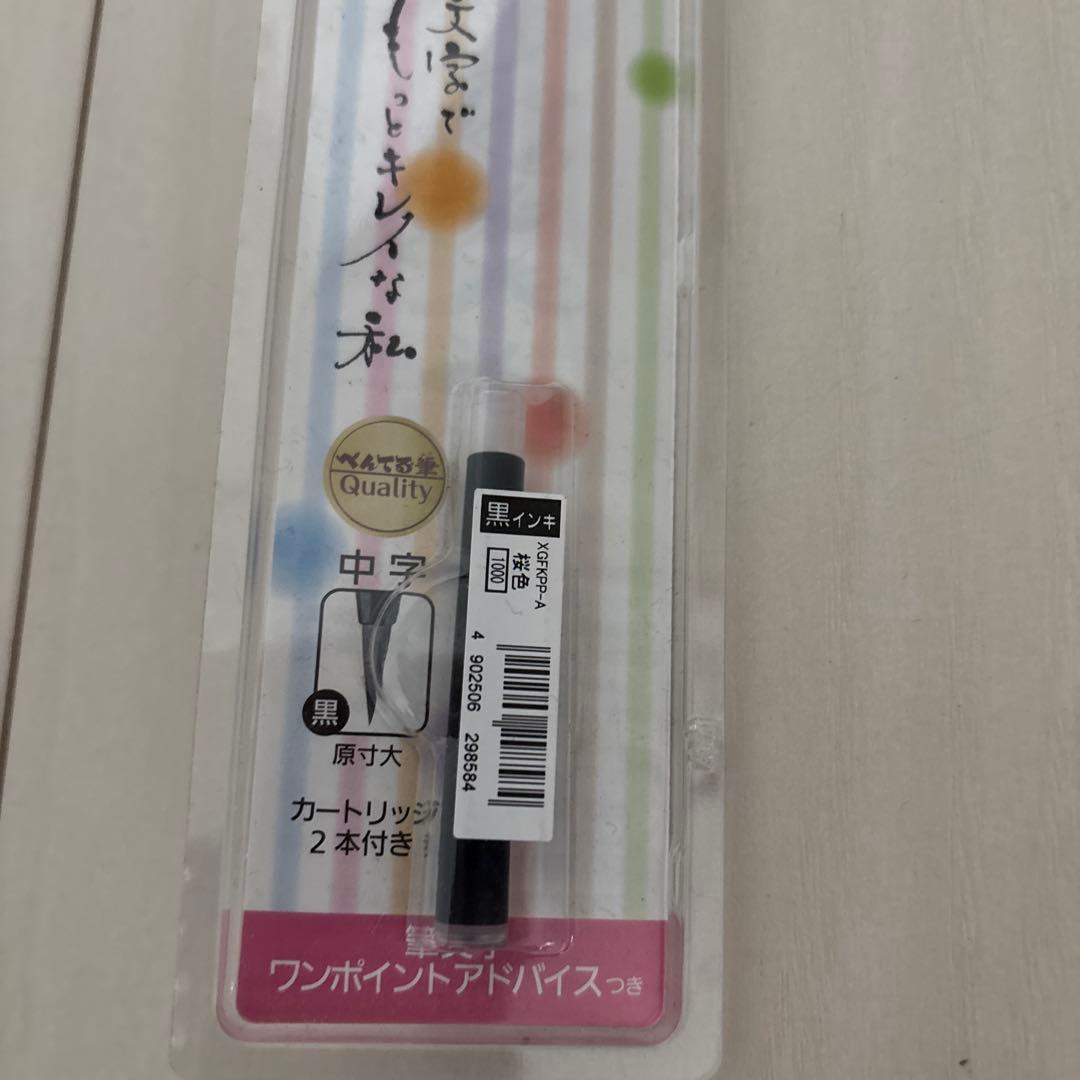 文字で
もっとキレイな私
ぺんてる筆
Quality
中字
黒
原寸大
カートリッジ
2本付き
黒インキ
XGFKPP-A
桜色
1000
4 902506 298584
ワンポイントアドバイスつき